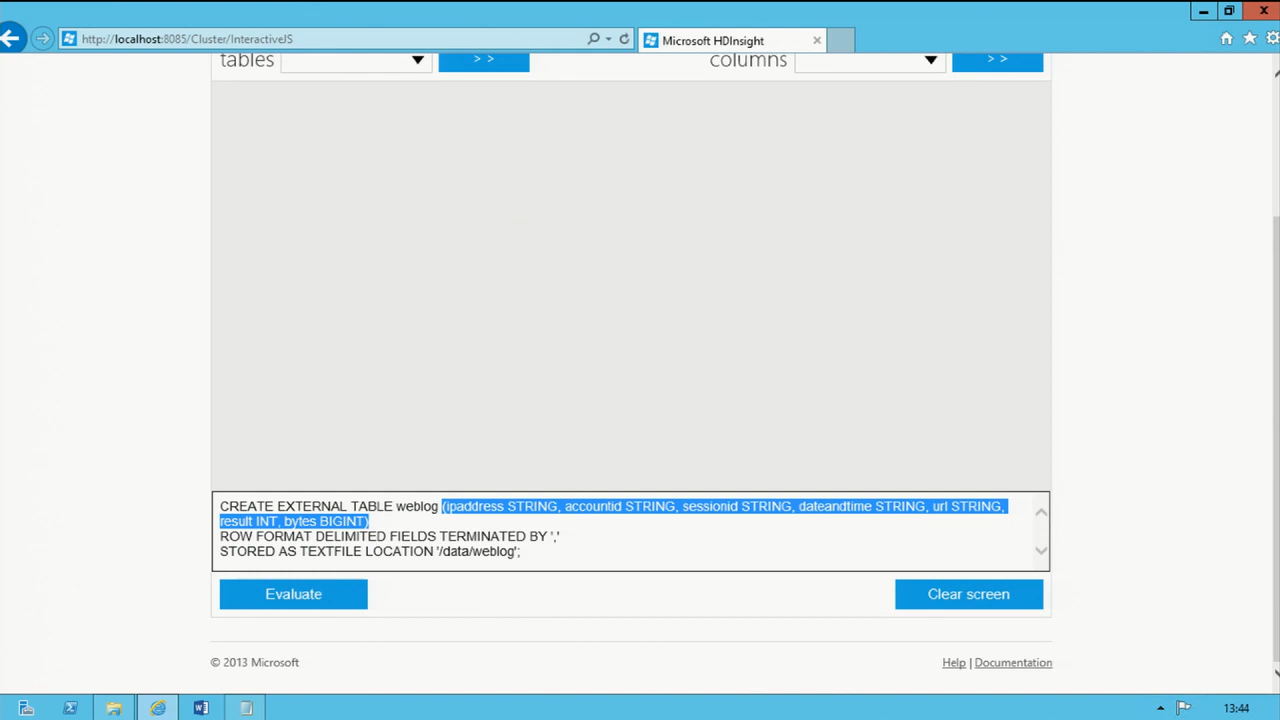 http://localhost:8085/Cluster/InteractiveJS
Microsoft HDInsight
tables
> >
columns
> >
CREATE EXTERNAL TABLE weblog (ipaddress STRING, accountid STRING, sessionid STRING, dateandtime STRING, url STRING,
result INT, bytes BIGINT)
ROW FORMAT DELIMITED FIELDS TERMINATED BY ','
STORED AS TEXTFILE LOCATION '/data/weblog';
Evaluate
Clear screen
© 2013 Microsoft
Help | Documentation
13:44